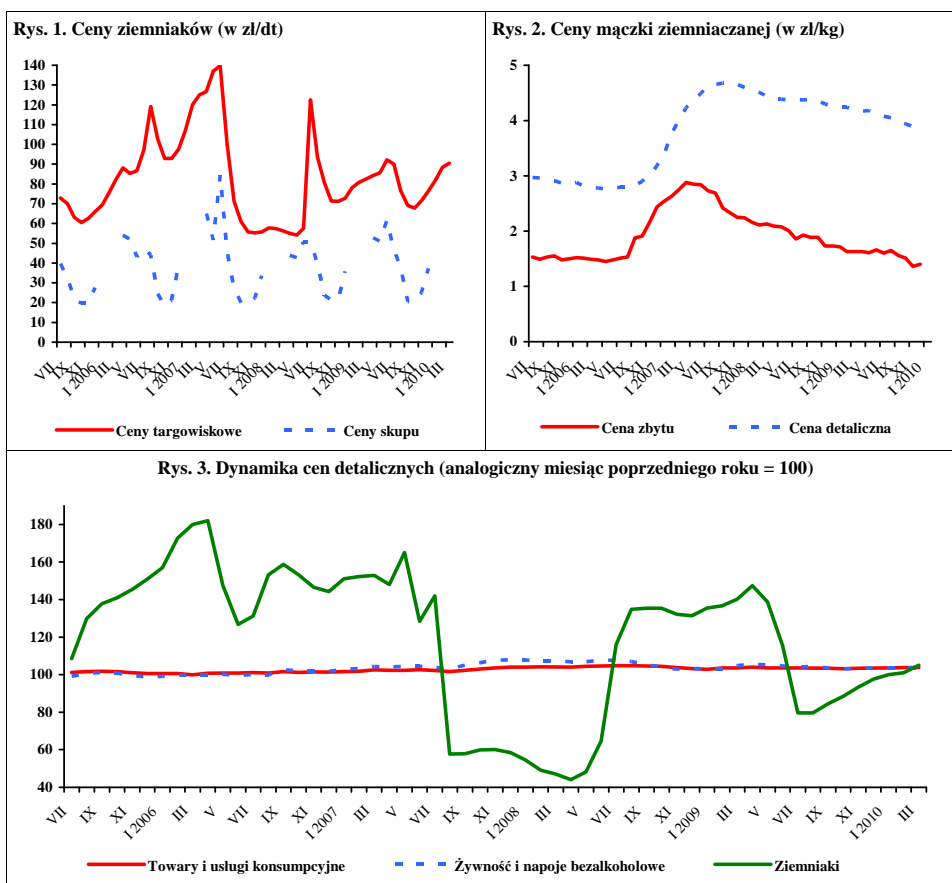 Rys. 1. Ceny ziemniaków (w zł/dt)
140
130
120
110
100
90
80
70
60
50
40
30
20
10
0
VII
IX
XI
I 2006
III
V
VII
IX
XI
I 2007
III
V
VII
IX
XI
I 2008
III
V
VII
IX
XI
I 2009
III
V
VII
IX
XI
I 2010
III
Ceny targowiskowe
Ceny skupu
Rys. 2. Ceny mączki ziemniaczanej (w zł/kg)
5
4
3
2
1
0
VII
IX
XI
I 2006
III
V
VII
IX
XI
I 2007
III
V
VII
IX
XI
I 2008
III
V
VII
IX
XI
I 2009
III
V
VII
IX
XI
I 2010
Cena zbytu
Cena detaliczna
Rys. 3. Dynamika cen detalicznych (analogiczny miesiąc poprzedniego roku = 100)
180
160
140
120
100
80
60
40
VII
IX
XI
I 2006
III
V
VII
IX
XI
I 2007
III
V
VII
IX
XI
I 2008
III
V
VII
IX
XI
I 2009
III
V
VII
IX
XI
I 2010
III
Towary i usługi konsumpcyjne
Żywność i napoje bezalkoholowe
Ziemniaki